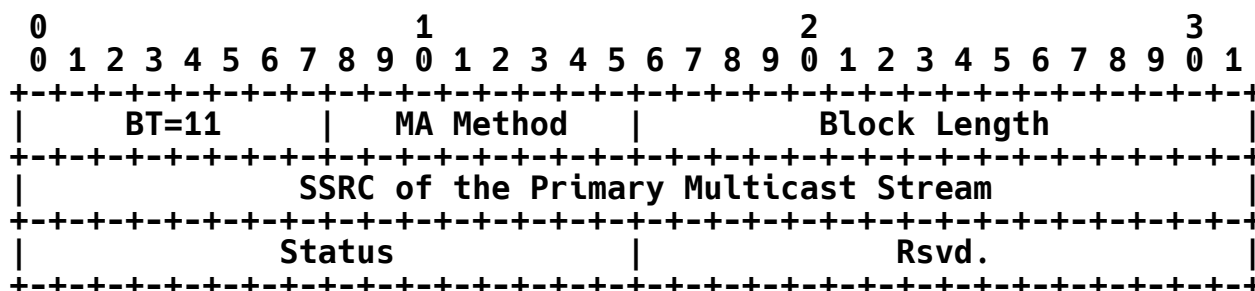 0                   1                   2                   3
 0 1 2 3 4 5 6 7 8 9 0 1 2 3 4 5 6 7 8 9 0 1 2 3 4 5 6 7 8 9 0 1
+-+-+-+-+-+-+-+-+-+-+-+-+-+-+-+-+-+-+-+-+-+-+-+-+-+-+-+-+-+-+-+-+
|     BT=11     |   MA Method   |         Block Length          |
+-+-+-+-+-+-+-+-+-+-+-+-+-+-+-+-+-+-+-+-+-+-+-+-+-+-+-+-+-+-+-+-+
|              SSRC of the Primary Multicast Stream             |
+-+-+-+-+-+-+-+-+-+-+-+-+-+-+-+-+-+-+-+-+-+-+-+-+-+-+-+-+-+-+-+-+
|             Status            |             Rsvd.             |
+-+-+-+-+-+-+-+-+-+-+-+-+-+-+-+-+-+-+-+-+-+-+-+-+-+-+-+-+-+-+-+-+